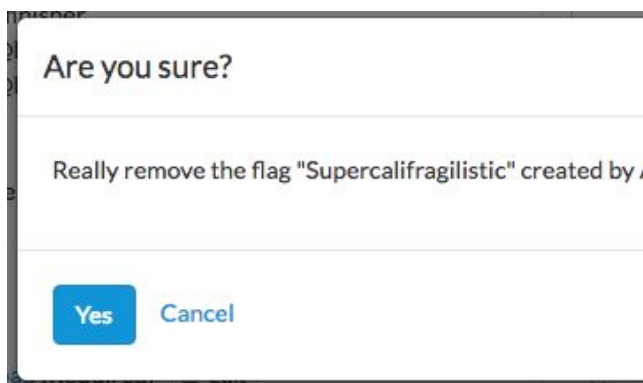 Are you sure?
Really remove the flag "Supercalifragilistic" created by
Yes
Cancel